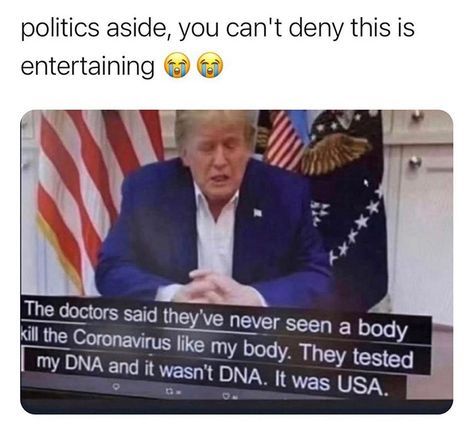 politics aside, you can't deny this is
entertaining 😭😭
The doctors said they've never seen a body
kill the Coronavirus like my body. They tested
my DNA and it wasn't DNA. It was USA.